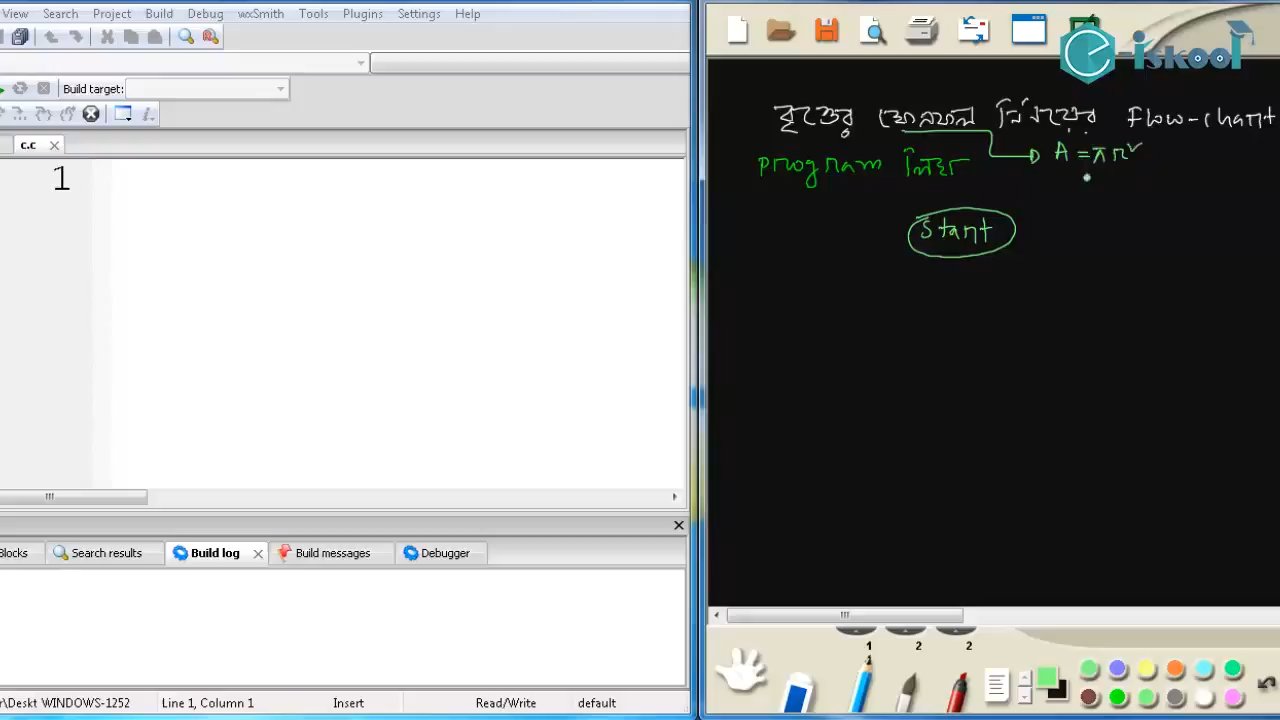 View Search Project Build Debug wxSmith Tools Plugins Settings Help
e-iskool
Build target:
c.c
বৃত্তের ক্ষেত্রফল নির্ণয়ের Flow-chart
A = πr²
program লিখ
1
Start
Blocks Search results Build log Build messages Debugger
1 2 2
r\Deskt WINDOWS-1252 Line 1, Column 1 Insert Read/Write default